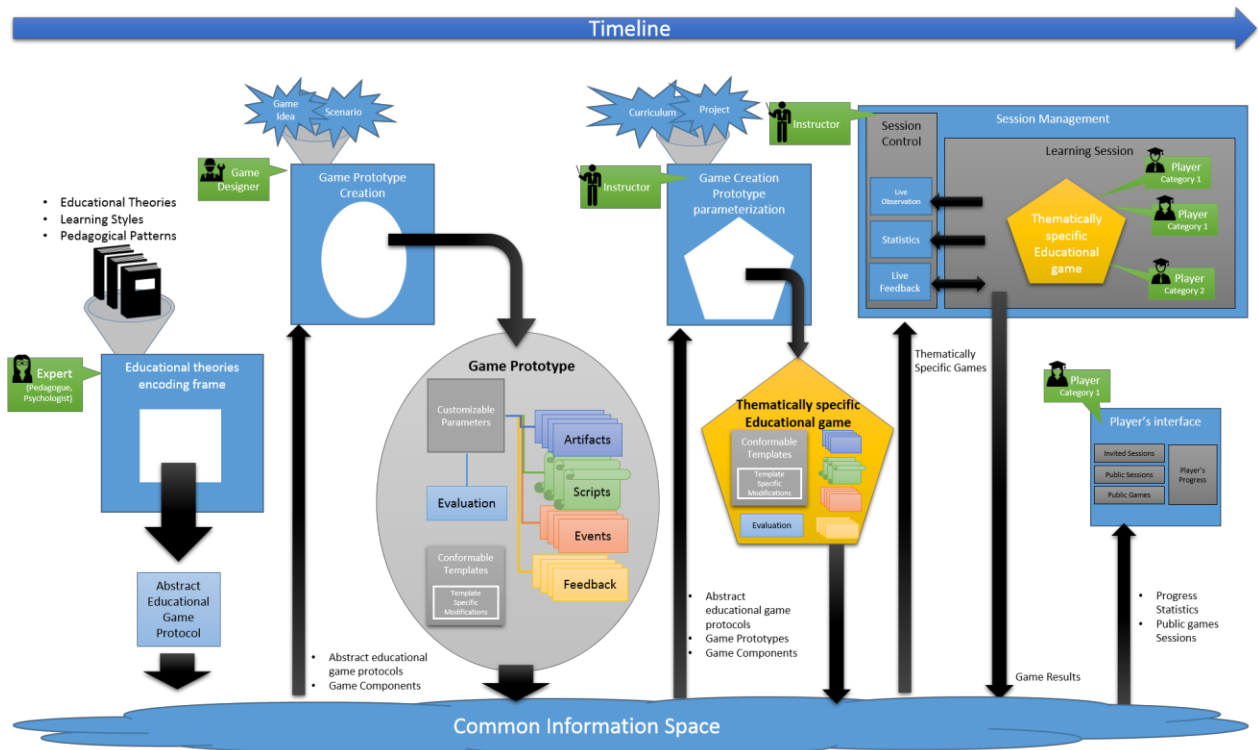 Timeline
Game
Idea
Scenario
Game
Designer
Game Prototype
Creation
• Educational Theories
• Learning Styles
• Pedagogical Patterns
Expert
(Pedagogue,
Psychologist)
Educational theories
encoding frame
Abstract
Educational
Game
Protocol
• Abstract educational
game protocols
• Game Components
Game Prototype
Customizable
Parameters
Evaluation
Conformable
Templates
Template
Specific
Modifications
Artifacts
Scripts
Events
Feedback
Curriculum
Project
Instructor
Game Creation
Prototype
parameterization
Thematically specific
Educational game
Conformable
Templates
Template
Specific
Modifications
Evaluation
• Abstract
educational game
protocols
• Game Prototypes
• Game Components
Instructor
Session Management
Session
Control
Live
Observation
Statistics
Live
Feedback
Learning Session
Thematically
specific
Educational
game
Player
Category 1
Player
Category 1
Player
Category 2
Thematically
Specific Games
Game Results
Player
Category 1
Player's interface
Invited Sessions
Public Sessions
Public Games
Player's
Progress
• Progress
Statistics
• Public games
Sessions
Common Information Space